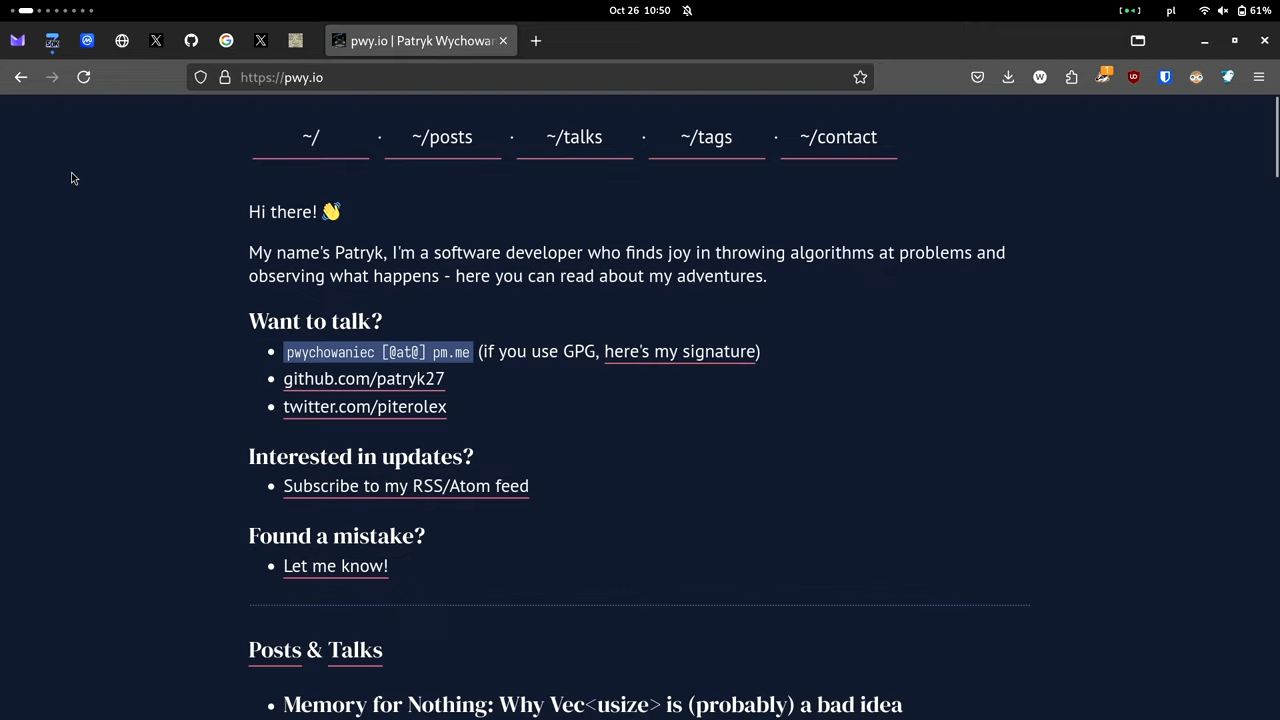 Oct 26 10:50
pl
61%
pwy.io | Patryk Wychowar
https://pwy.io
~/ · ~/posts · ~/talks · ~/tags · ~/contact
Hi there! 👋
My name's Patryk, I'm a software developer who finds joy in throwing algorithms at problems and
observing what happens - here you can read about my adventures.
Want to talk?
• pwychowaniec [@at@] pm.me (if you use GPG, here's my signature)
• github.com/patryk27
• twitter.com/piterolex
Interested in updates?
• Subscribe to my RSS/Atom feed
Found a mistake?
• Let me know!
Posts & Talks
• Memory for Nothing: Why Vec<usize> is (probably) a bad idea